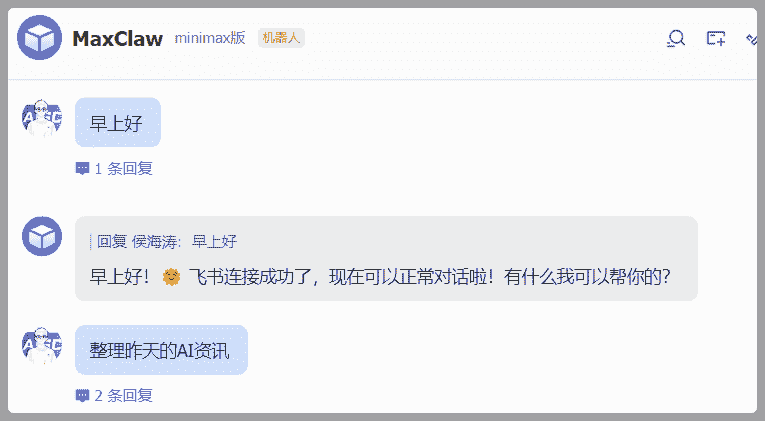 MaxClaw minimax版 机器人
早上好
1 条回复
回复 侯海涛：早上好
早上好！ 飞书连接成功了，现在可以正常对话啦！有什么我可以帮你的？
整理昨天的AI资讯
2 条回复